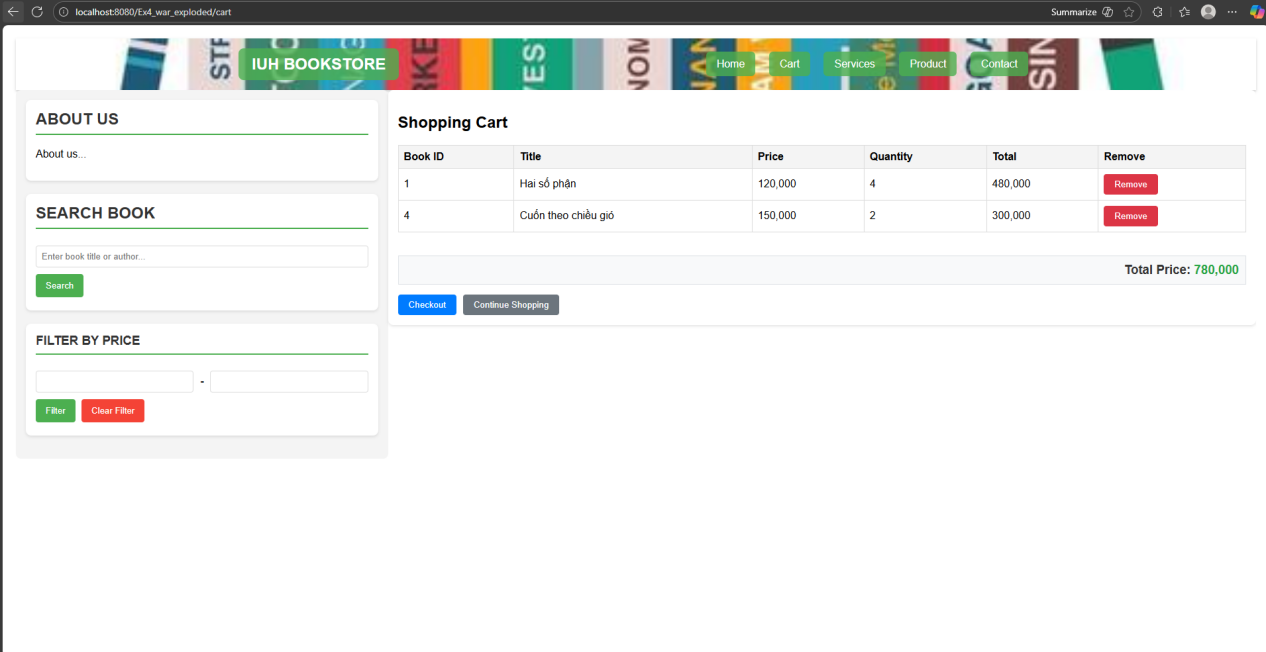 localhost:8080/Ex4_war_exploded/cart
Summarize
IUH BOOKSTORE
Home Cart Services Product Contact
ABOUT US
About us...
SEARCH BOOK
Enter book title or author...
Search
FILTER BY PRICE
-
Filter Clear Filter
Shopping Cart
Book ID Title Price Quantity Total Remove
1 Hai số phận 120,000 4 480,000 Remove
4 Cuốn theo chiều gió 150,000 2 300,000 Remove
Total Price: 780,000
Checkout Continue Shopping